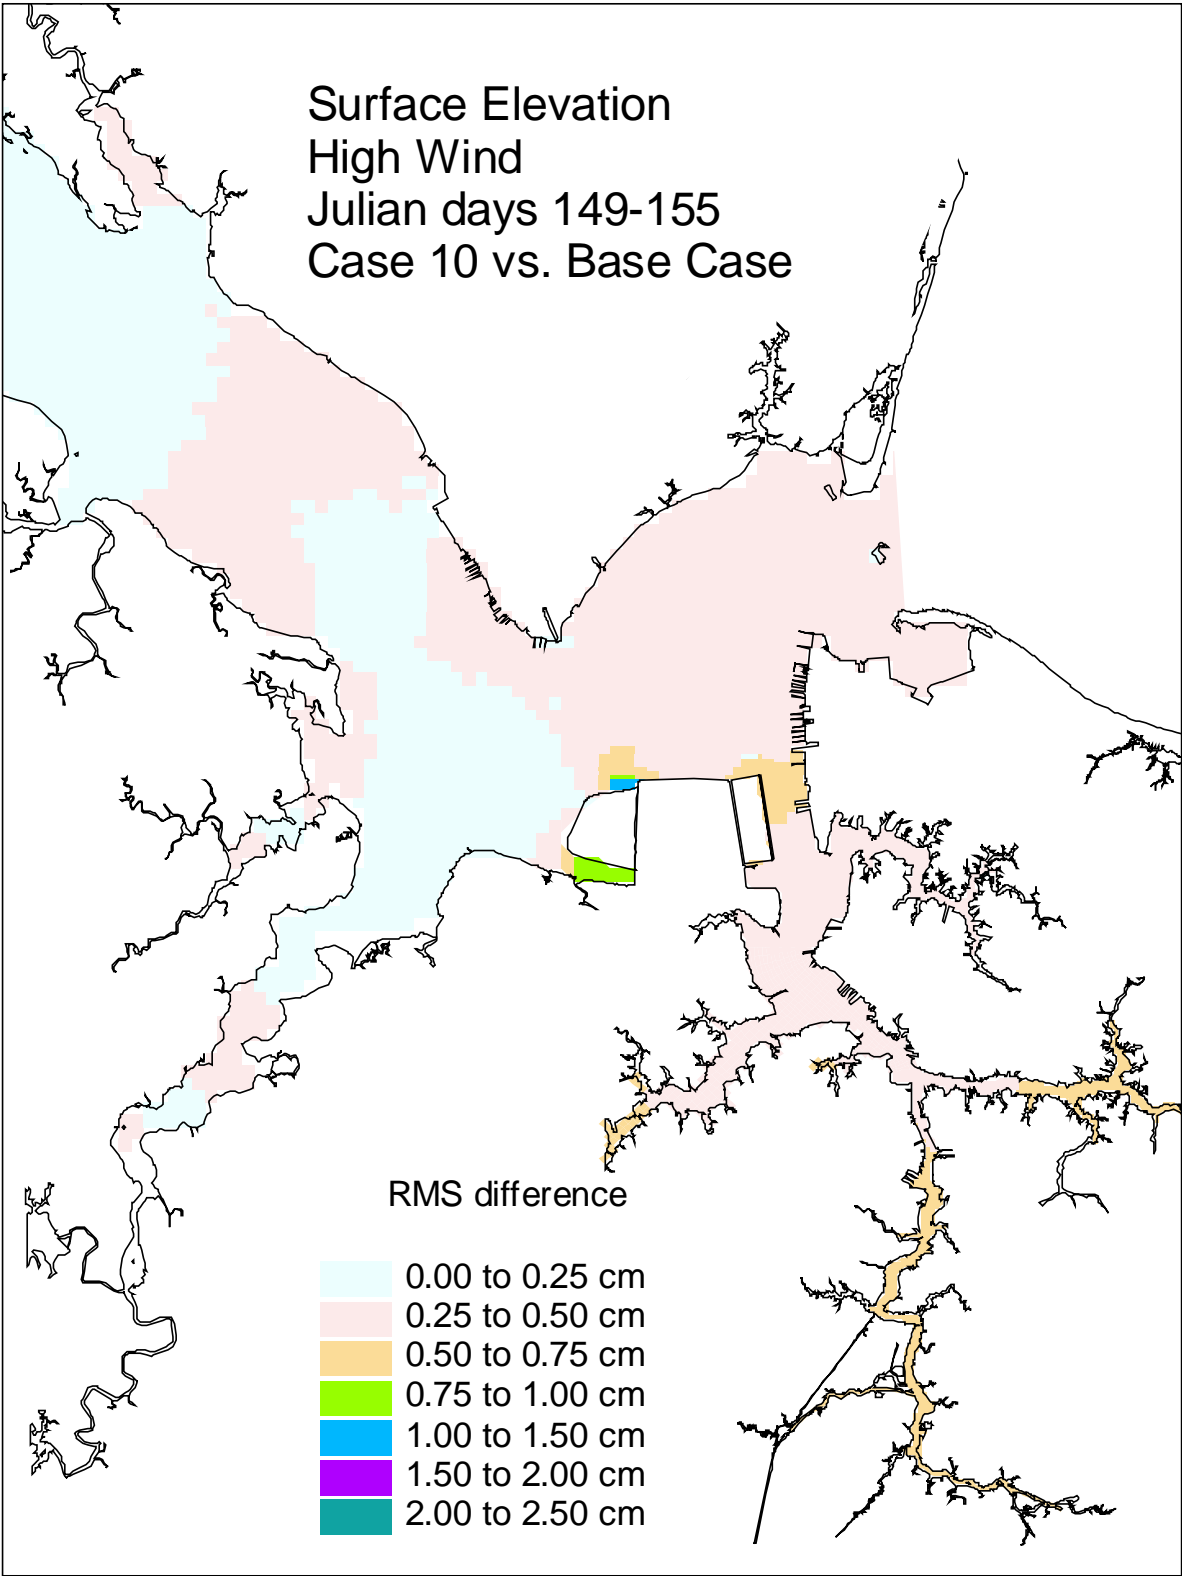 Surface Elevation
High Wind
Julian days 149-155
Case 10 vs. Base Case
RMS difference
0.00 to 0.25 cm
0.25 to 0.50 cm
0.50 to 0.75 cm
0.75 to 1.00 cm
1.00 to 1.50 cm
1.50 to 2.00 cm
2.00 to 2.50 cm